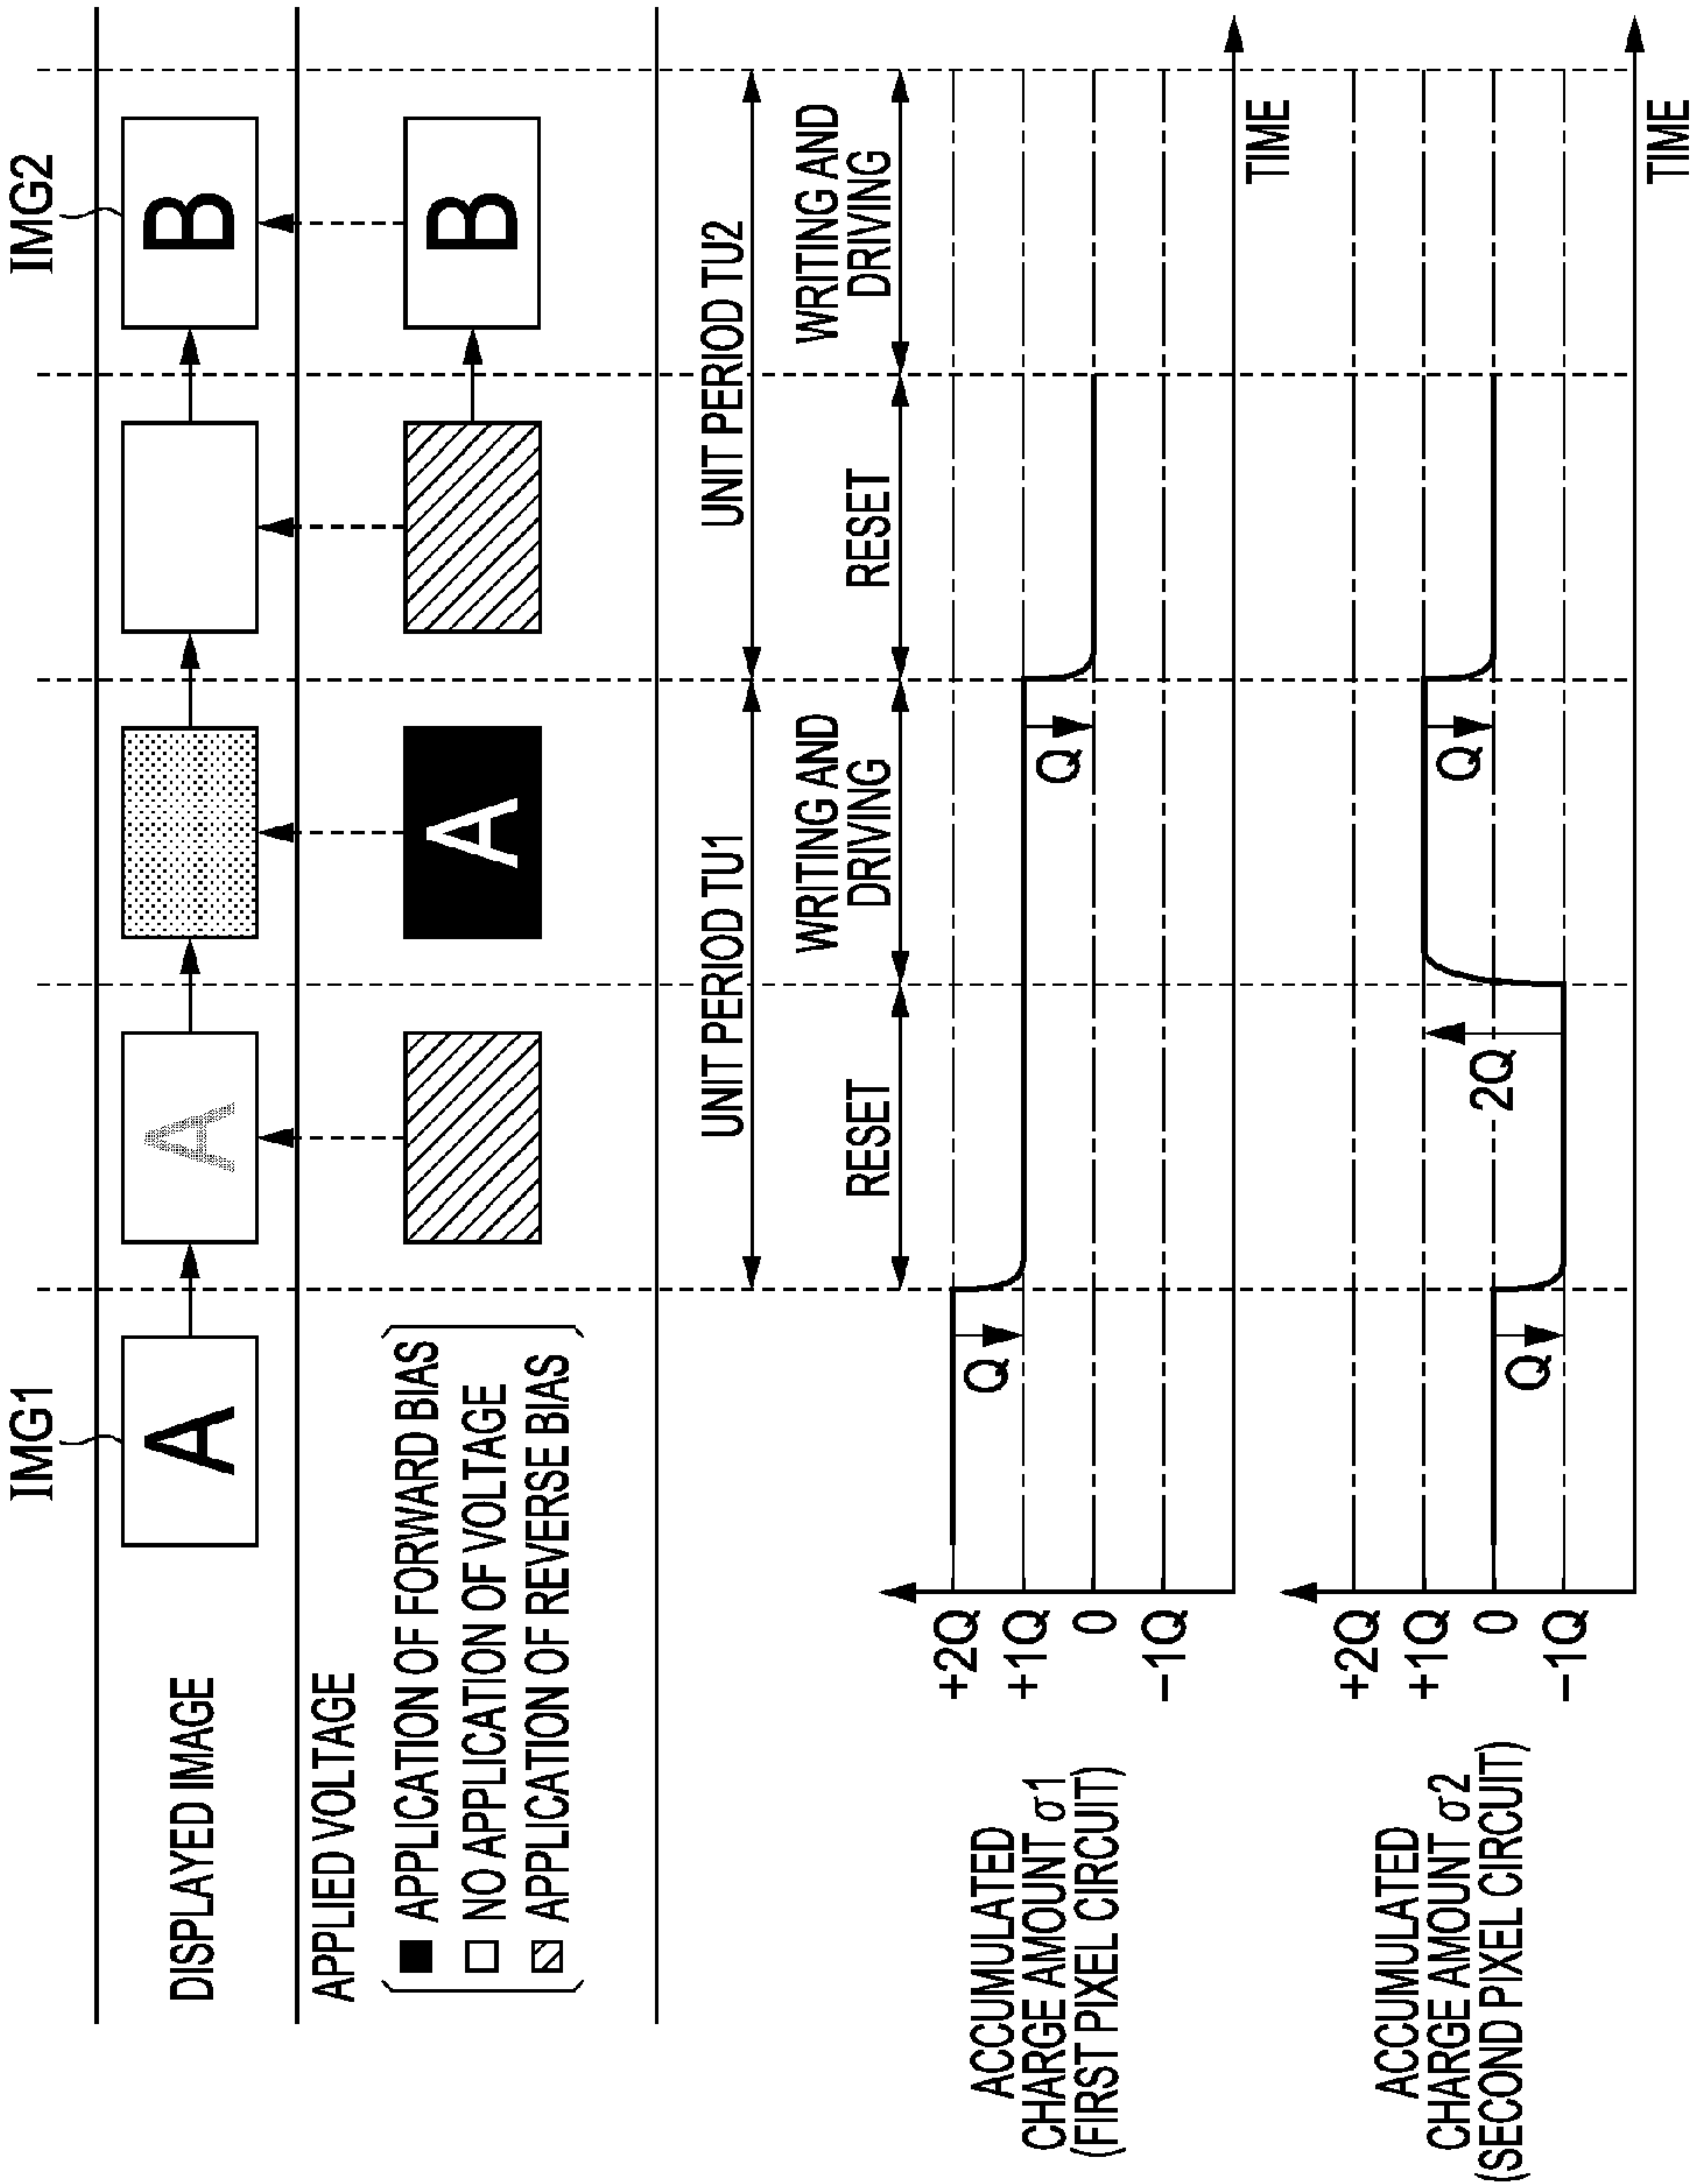 IMG1
IMG2
DISPLAYED IMAGE
A
A
B
APPLIED VOLTAGE
APPLICATION OF FORWARD BIAS
NO APPLICATION OF VOLTAGE
APPLICATION OF REVERSE BIAS
A
B
UNIT PERIOD TU1
UNIT PERIOD TU2
RESET
WRITING AND
DRIVING
RESET
WRITING AND
DRIVING
ACCUMULATED
CHARGE AMOUNT σ1
(FIRST PIXEL CIRCUIT)
+2Q
+1Q
0
−1Q
Q
Q
TIME
ACCUMULATED
CHARGE AMOUNT σ2
(SECOND PIXEL CIRCUIT)
+2Q
+1Q
0
−1Q
Q
2Q
Q
TIME